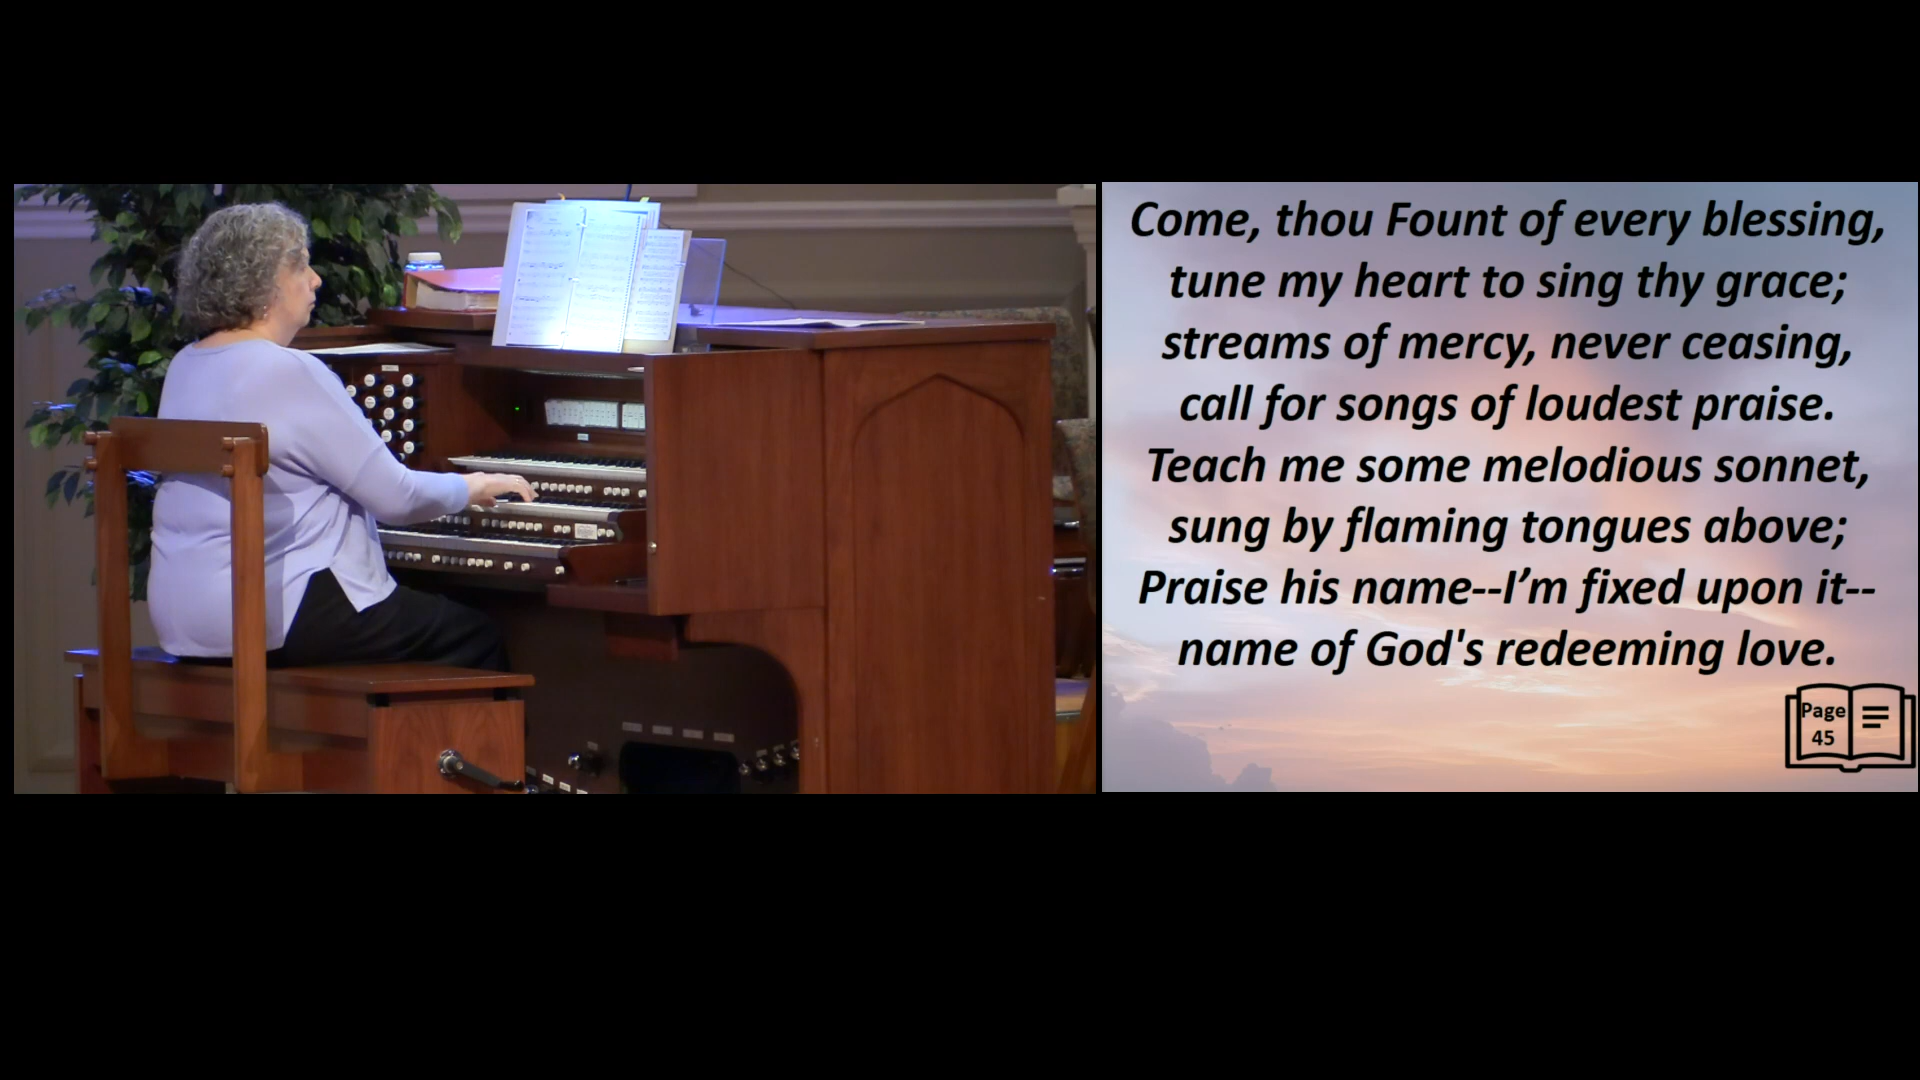 Come, thou Fount of every blessing,
tune my heart to sing thy grace;
streams of mercy, never ceasing,
call for songs of loudest praise.
Teach me some melodious sonnet,
sung by flaming tongues above;
Praise his name--I’m fixed upon it--
name of God's redeeming love.
Page
45